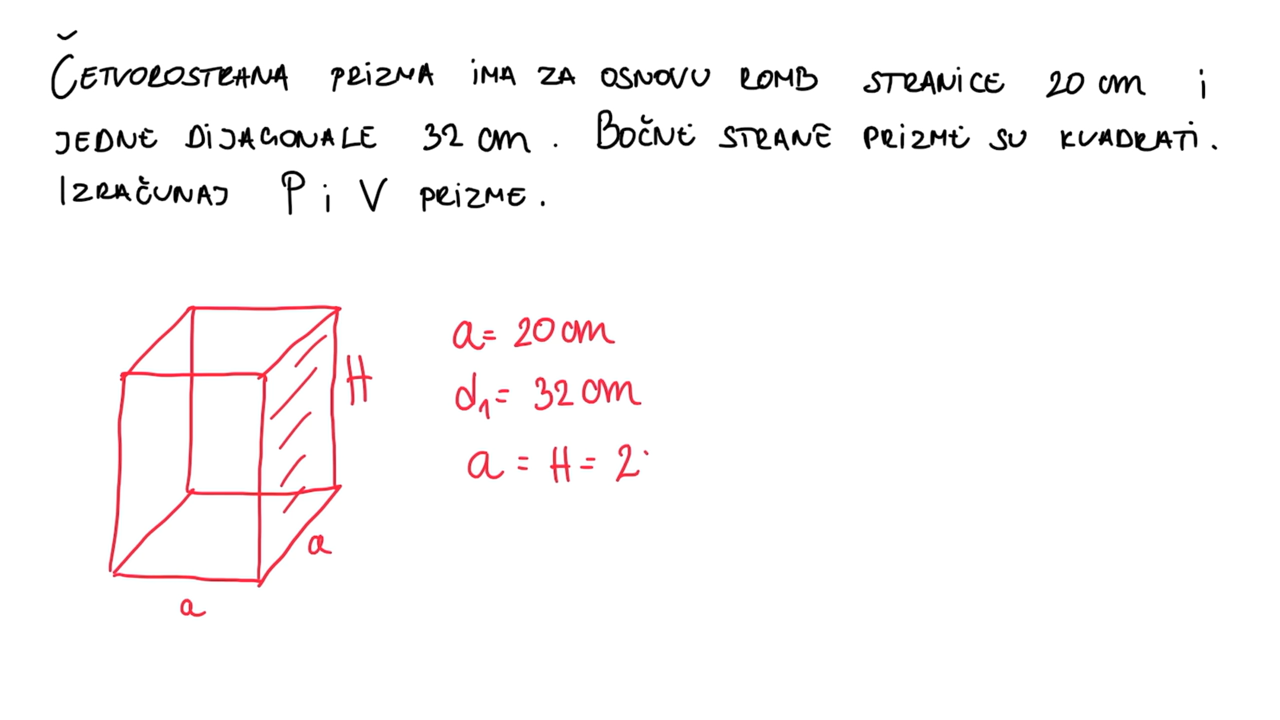 ČETVOROSTRANA PRIZMA IMA ZA OSNOVU ROMB STRANICE 20 cm i
JEDNE DIJAGONALE 32 cm. BOČNE STRANE PRIZME SU KVADRATI.
IZRAČUNAJ P i V PRIZME.
H
a = 20 cm
d₁ = 32 cm
a = H = 2
a
a